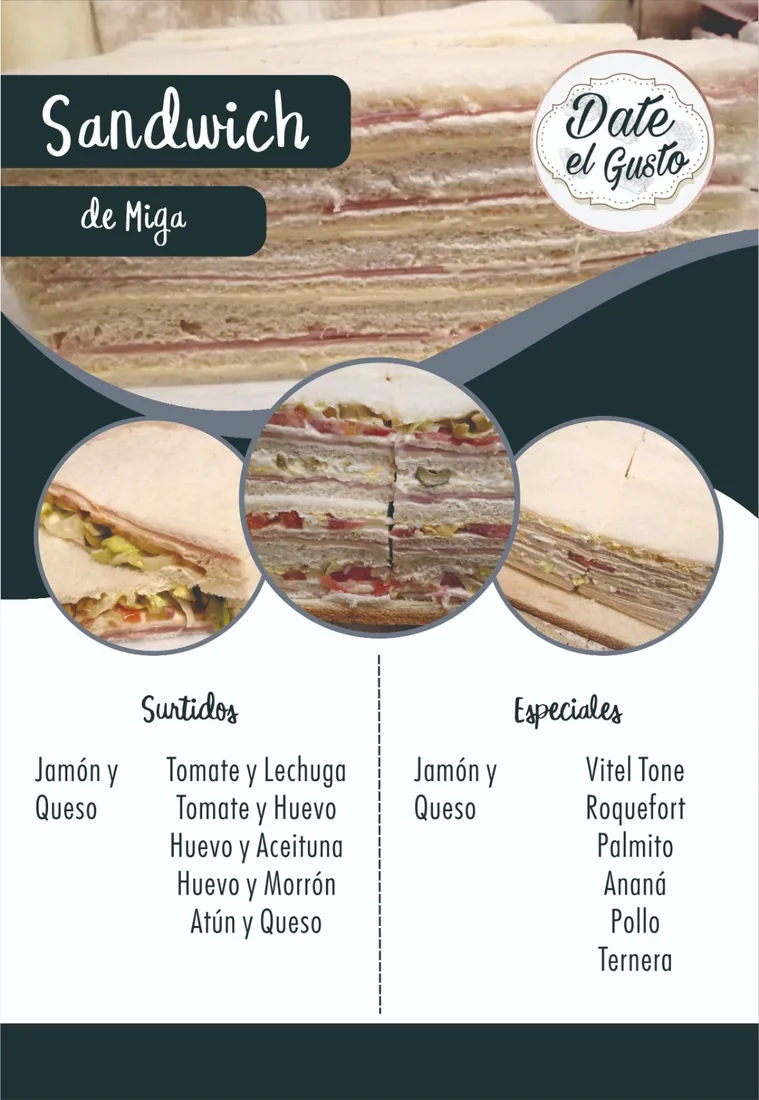 Sandwich
de Miga
Date
el Gusto
Surtidos
Jamón y
Queso
Tomate y Lechuga
Tomate y Huevo
Huevo y Aceituna
Huevo y Morrón
Atún y Queso
Especiales
Jamón y
Queso
Vitel Tone
Roquefort
Palmito
Ananá
Pollo
Ternera